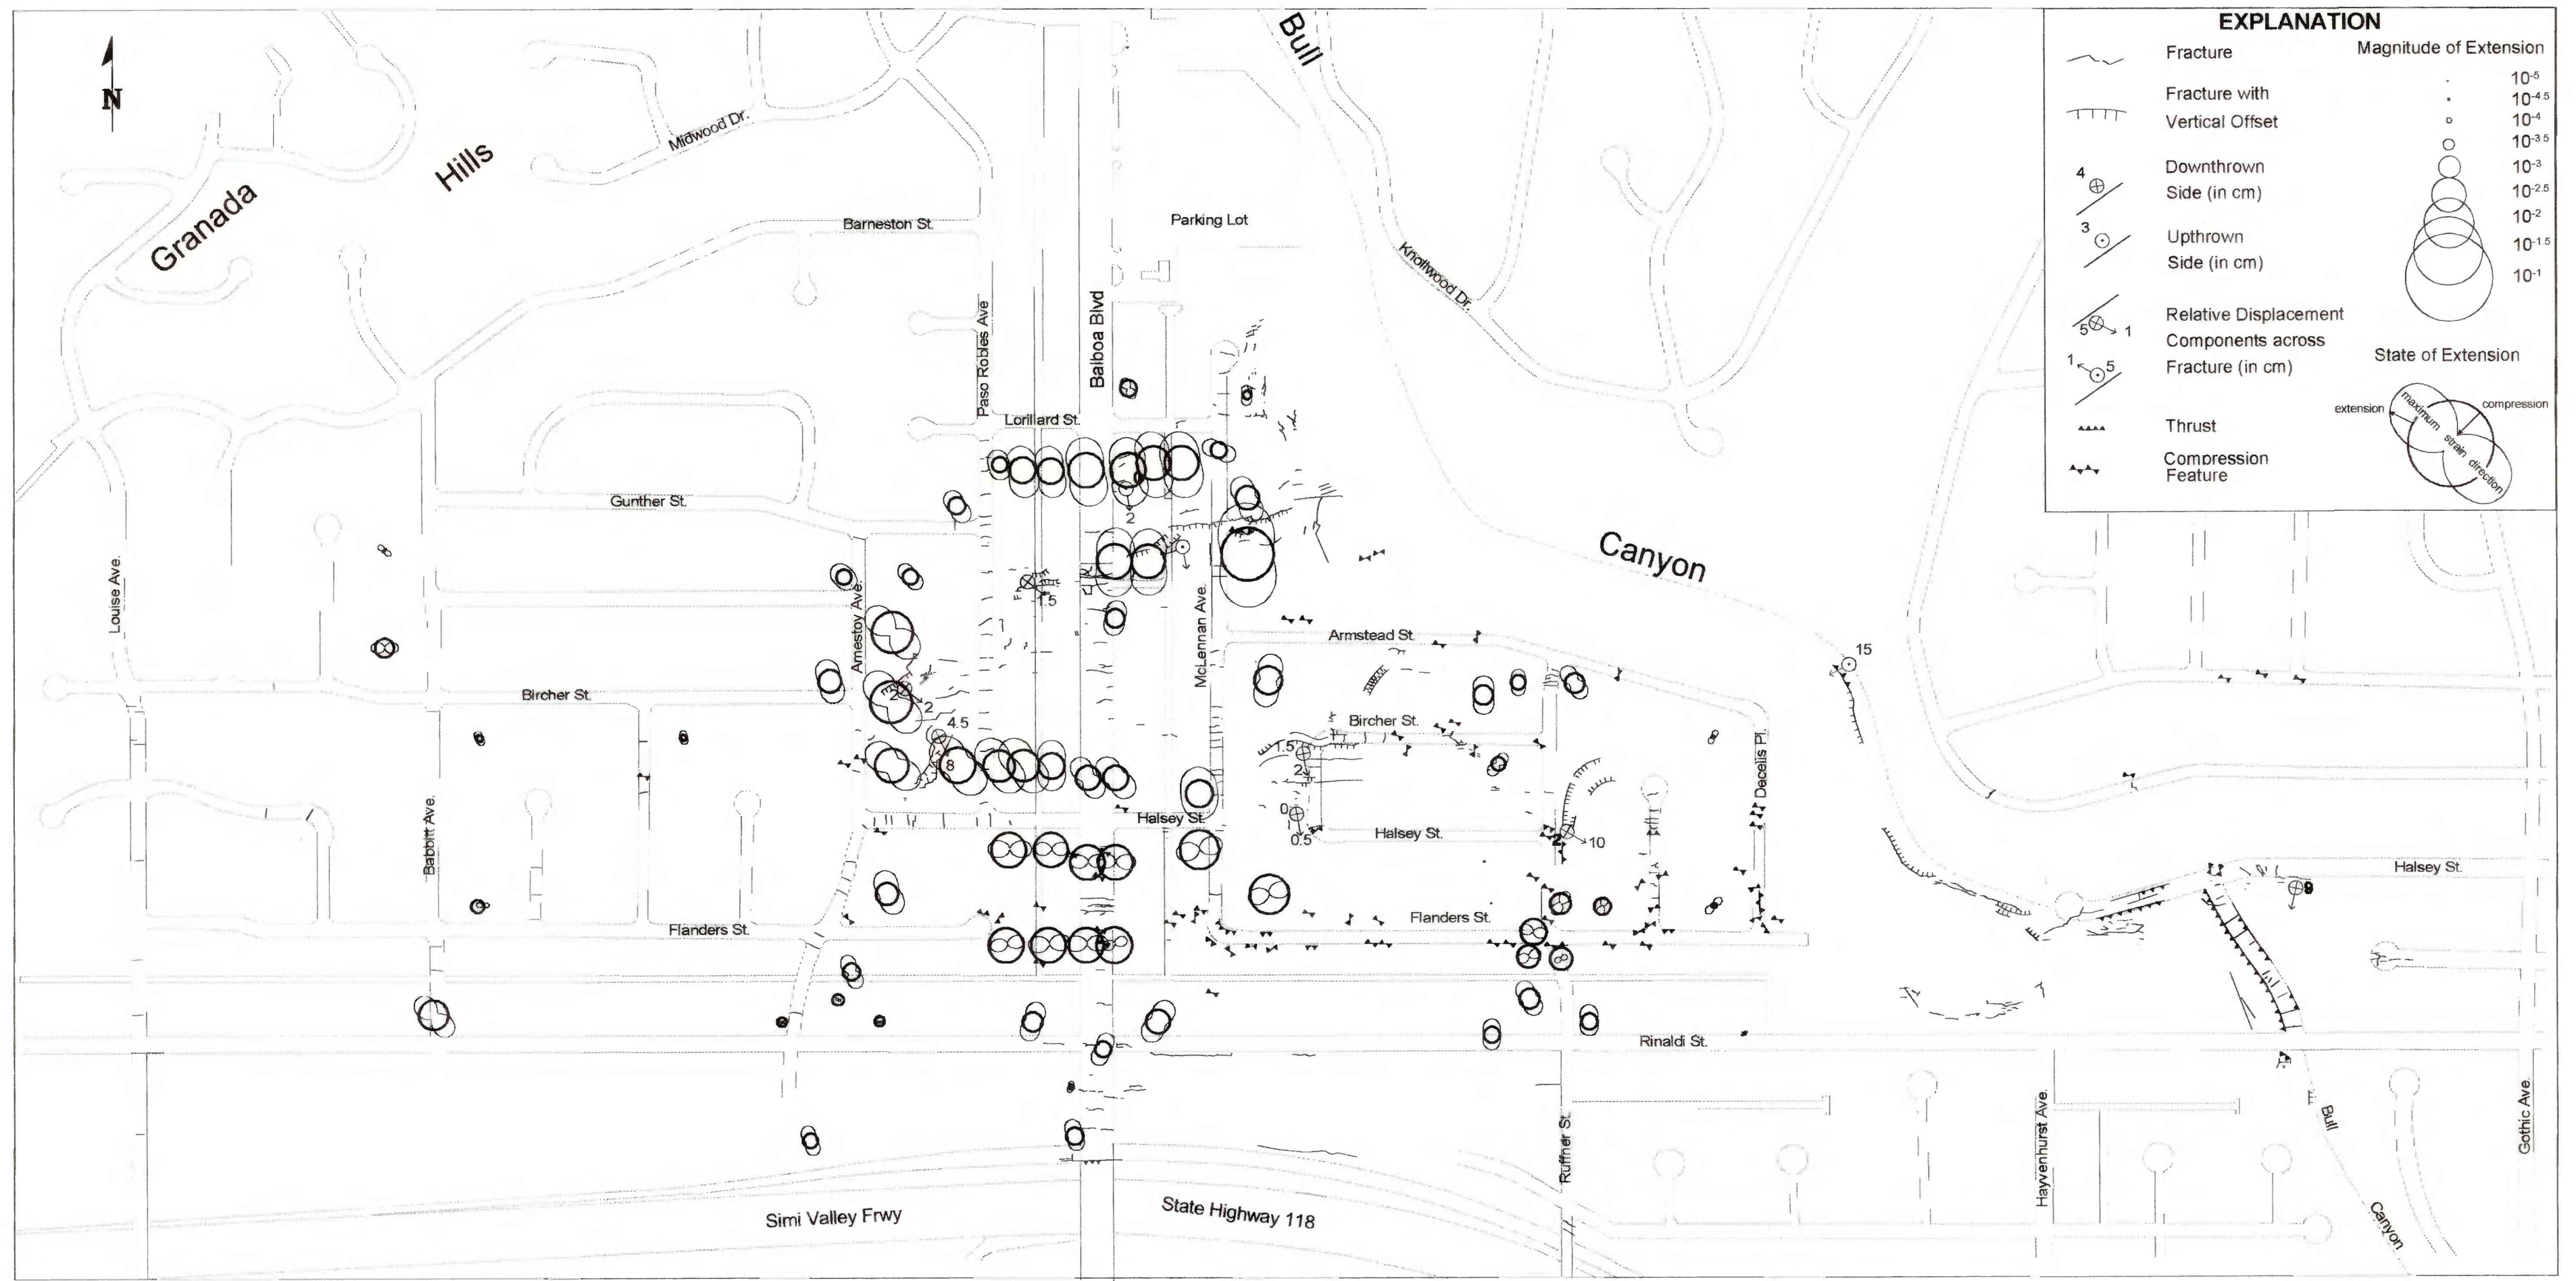 EXPLANATION
Fracture
Fracture with
Vertical Offset
4
Downthrown
Side (in cm)
3
Upthrown
Side (in cm)
5
1
Relative Displacement
Components across
Fracture (in cm)
1
5
Thrust
Compression
Feature
Magnitude of Extension
10-5
10-4.5
10-4
10-3.5
10-3
10-2.5
10-2
10-1.5
10-1
State of Extension
extension
compression
maximum strain direction
N
Granada
Hills
Midwood Dr.
Barneston St.
Bull
Parking Lot
Knollwood Dr.
Paso Robles Ave
Balboa Blvd
Lorillard St.
Gunther St.
2
Canyon
Louise Ave.
Amestoy Ave.
1.5
McLennan Ave.
Armstead St.
15
Bircher St.
2
2
4.5
8
Bircher St.
1.5
2
Decelis Pl.
Babbitt Ave.
Halsey St.
0
0.5
Halsey St.
2
10
Halsey St.
9
Flanders St.
Flanders St.
Rinaldi St.
Ruffner St.
Hayvenhurst Ave.
Bull
Canyon
Gothic Ave.
Simi Valley Frwy
State Highway 118